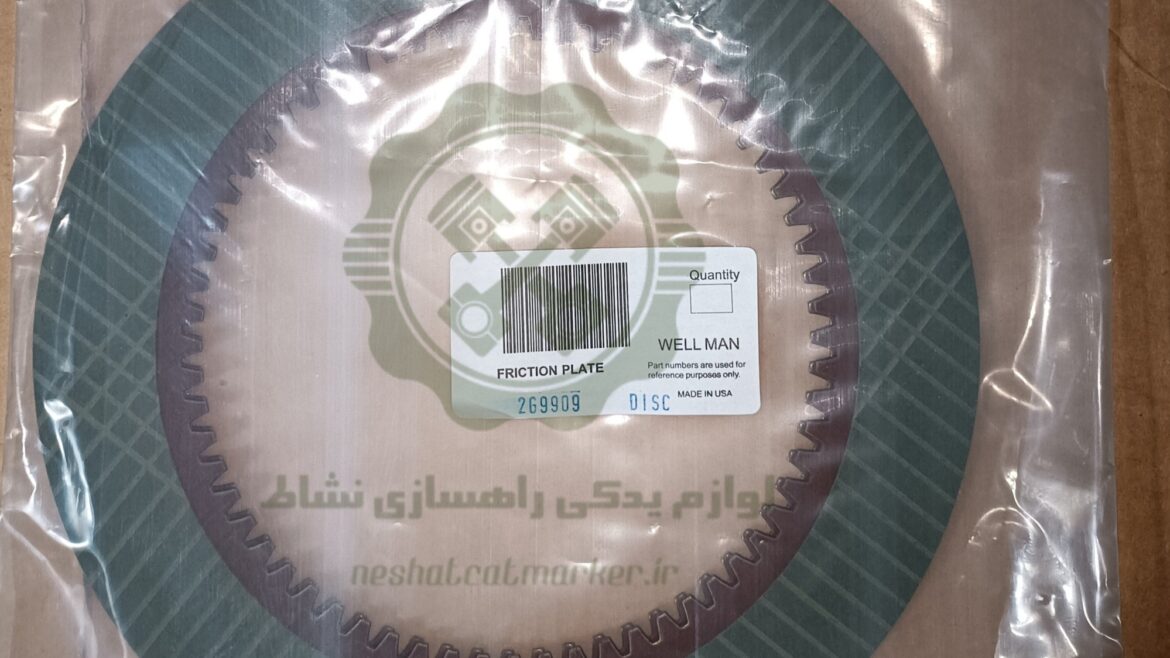 Quantity
WELL MAN
FRICTION PLATE
Part numbers are used for
reference purposes only.
MADE IN USA
2G9909 DISC
لوازم یدکی راهسازی نشاط
neshatcatmarker.ir